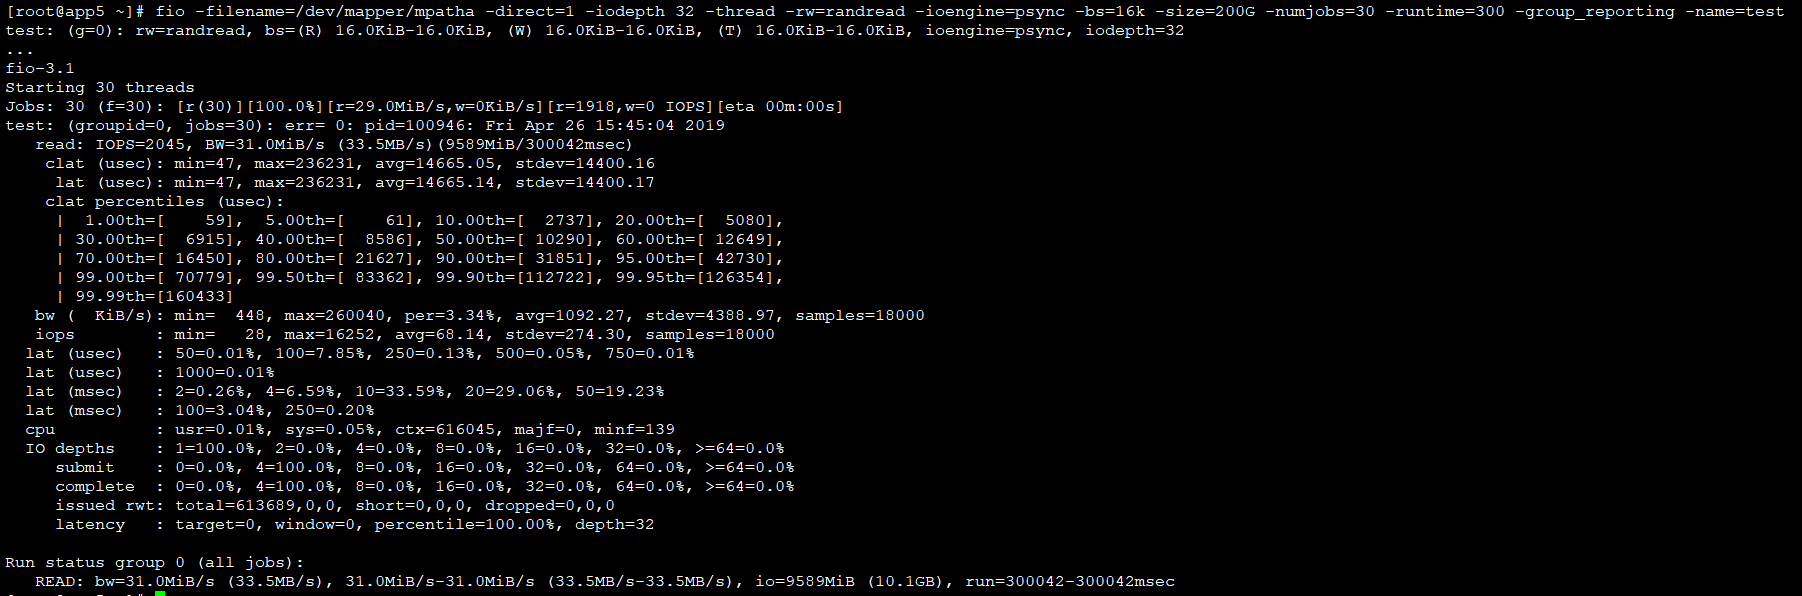 [root@app5 ~]# fio -filename=/dev/mapper/mpatha -direct=1 -iodepth 32 -thread -rw=randread -ioengine=psync -bs=16k -size=200G -numjobs=30 -runtime=300 -group_reporting -name=test
test: (g=0): rw=randread, bs=(R) 16.0KiB-16.0KiB, (W) 16.0KiB-16.0KiB, (T) 16.0KiB-16.0KiB, ioengine=psync, iodepth=32
...
fio-3.1
Starting 30 threads
Jobs: 30 (f=30): [r(30)][100.0%][r=29.0MiB/s,w=0KiB/s][r=1918,w=0 IOPS][eta 00m:00s]
test: (groupid=0, jobs=30): err= 0: pid=100946: Fri Apr 26 15:45:04 2019
   read: IOPS=2045, BW=31.0MiB/s (33.5MB/s)(9589MiB/300042msec)
    clat (usec): min=47, max=236231, avg=14665.05, stdev=14400.16
     lat (usec): min=47, max=236231, avg=14665.14, stdev=14400.17
    clat percentiles (usec):
     |  1.00th=[    59],  5.00th=[    61], 10.00th=[  2737], 20.00th=[  5080],
     | 30.00th=[  6915], 40.00th=[  8586], 50.00th=[ 10290], 60.00th=[ 12649],
     | 70.00th=[ 16450], 80.00th=[ 21627], 90.00th=[ 31851], 95.00th=[ 42730],
     | 99.00th=[ 70779], 99.50th=[ 83362], 99.90th=[112722], 99.95th=[126354],
     | 99.99th=[160433]
   bw (  KiB/s): min=  448, max=260040, per=3.34%, avg=1092.27, stdev=4388.97, samples=18000
   iops        : min=   28, max=16252, avg=68.14, stdev=274.30, samples=18000
  lat (usec)   : 50=0.01%, 100=7.85%, 250=0.13%, 500=0.05%, 750=0.01%
  lat (usec)   : 1000=0.01%
  lat (msec)   : 2=0.26%, 4=6.59%, 10=33.59%, 20=29.06%, 50=19.23%
  lat (msec)   : 100=3.04%, 250=0.20%
  cpu          : usr=0.01%, sys=0.05%, ctx=616045, majf=0, minf=139
  IO depths    : 1=100.0%, 2=0.0%, 4=0.0%, 8=0.0%, 16=0.0%, 32=0.0%, >=64=0.0%
     submit    : 0=0.0%, 4=100.0%, 8=0.0%, 16=0.0%, 32=0.0%, 64=0.0%, >=64=0.0%
     complete  : 0=0.0%, 4=100.0%, 8=0.0%, 16=0.0%, 32=0.0%, 64=0.0%, >=64=0.0%
     issued rwt: total=613689,0,0, short=0,0,0, dropped=0,0,0
     latency   : target=0, window=0, percentile=100.00%, depth=32

Run status group 0 (all jobs):
   READ: bw=31.0MiB/s (33.5MB/s), 31.0MiB/s-31.0MiB/s (33.5MB/s-33.5MB/s), io=9589MiB (10.1GB), run=300042-300042msec